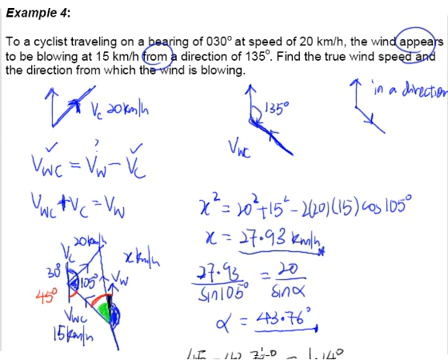 Example 4:
To a cyclist traveling on a bearing of 030° at speed of 20 km/h, the wind appears
to be blowing at 15 km/h from a direction of 135°. Find the true wind speed and
the direction from which the wind is blowing.
V_C 20km/h
135°
in a direction
V_WC
V_WC = V_W - V_C
?
V_WC + V_C = V_W
x² = 20² + 15² - 2(20)(15) cos 105°
x = 27.93 km/h
20km/h
V_C
x km/h
30°
105°
V_W
45°
V_WC
15km/h
27.93 / sin105° = 20 / sinα
α = 43.76°